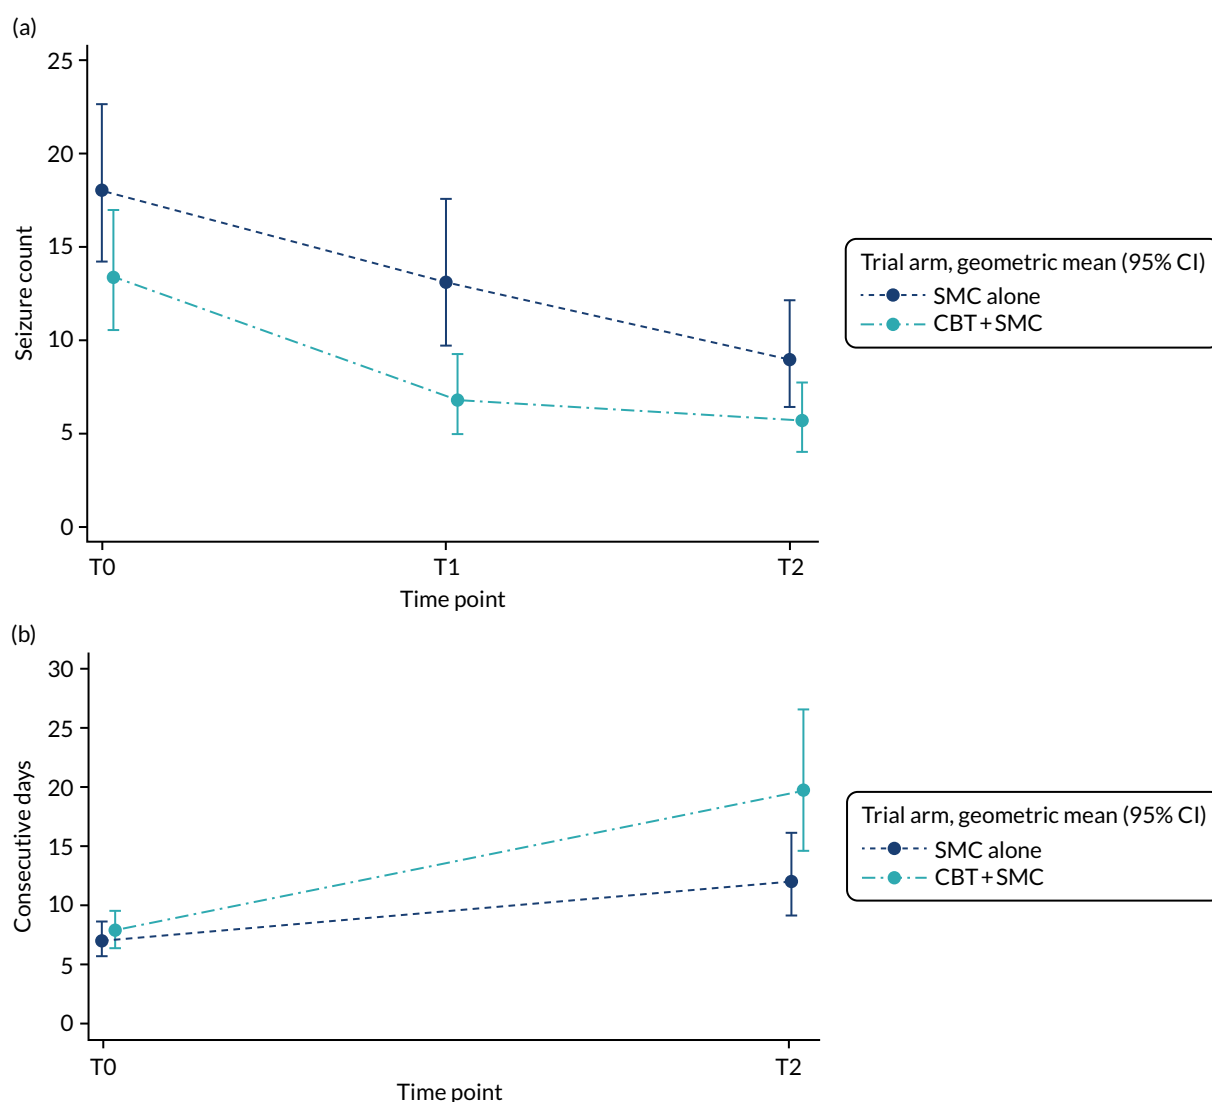 (a)
25
20
15
10
5
0
Seizure count
T0 T1 T2
Time point
Trial arm, geometric mean (95% CI)
SMC alone
CBT+SMC
(b)
30
25
20
15
10
5
0
Consecutive days
T0 T2
Time point
Trial arm, geometric mean (95% CI)
SMC alone
CBT+SMC